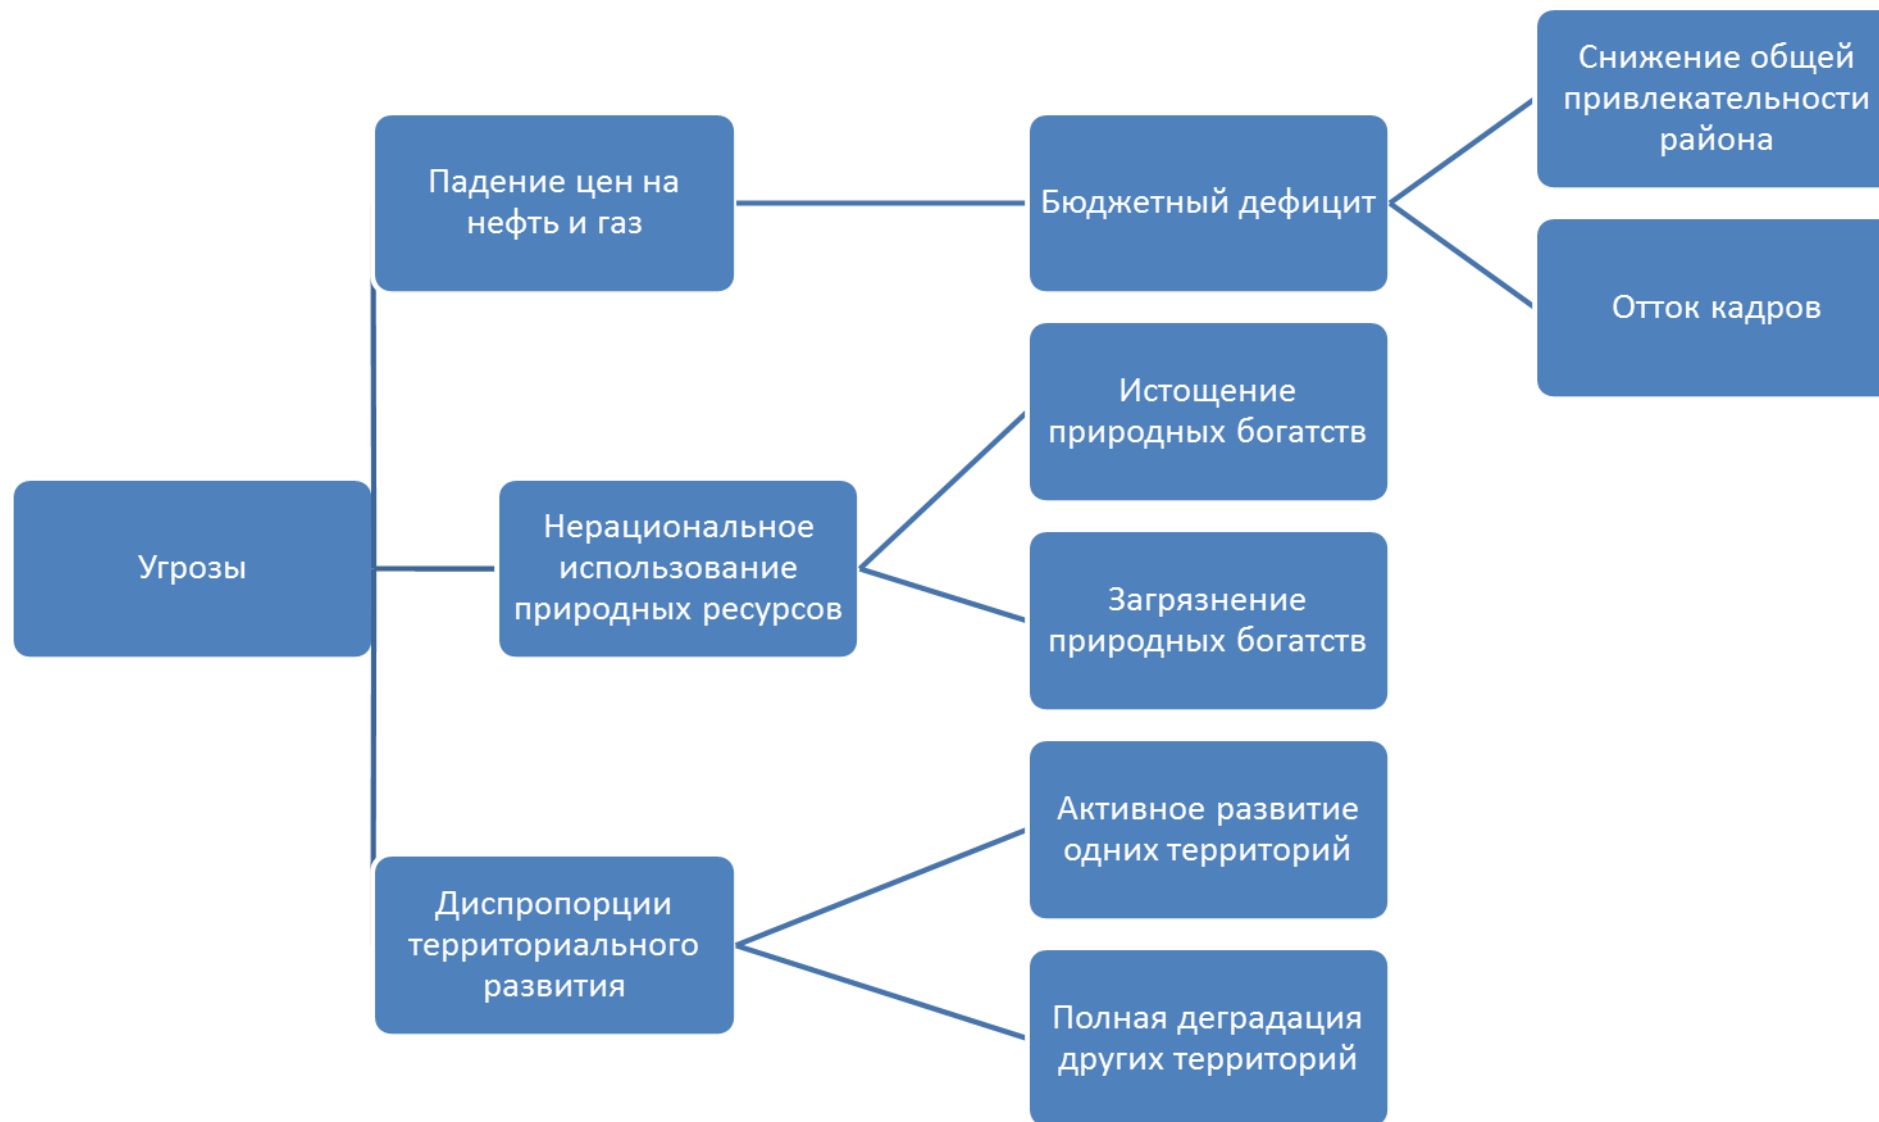 Угрозы
Падение цен на
нефть и газ
Бюджетный дефицит
Снижение общей
привлекательности
района
Отток кадров
Нерациональное
использование
природных ресурсов
Истощение
природных богатств
Загрязнение
природных богатств
Диспропорции
территориального
развития
Активное развитие
одних территорий
Полная деградация
других территорий